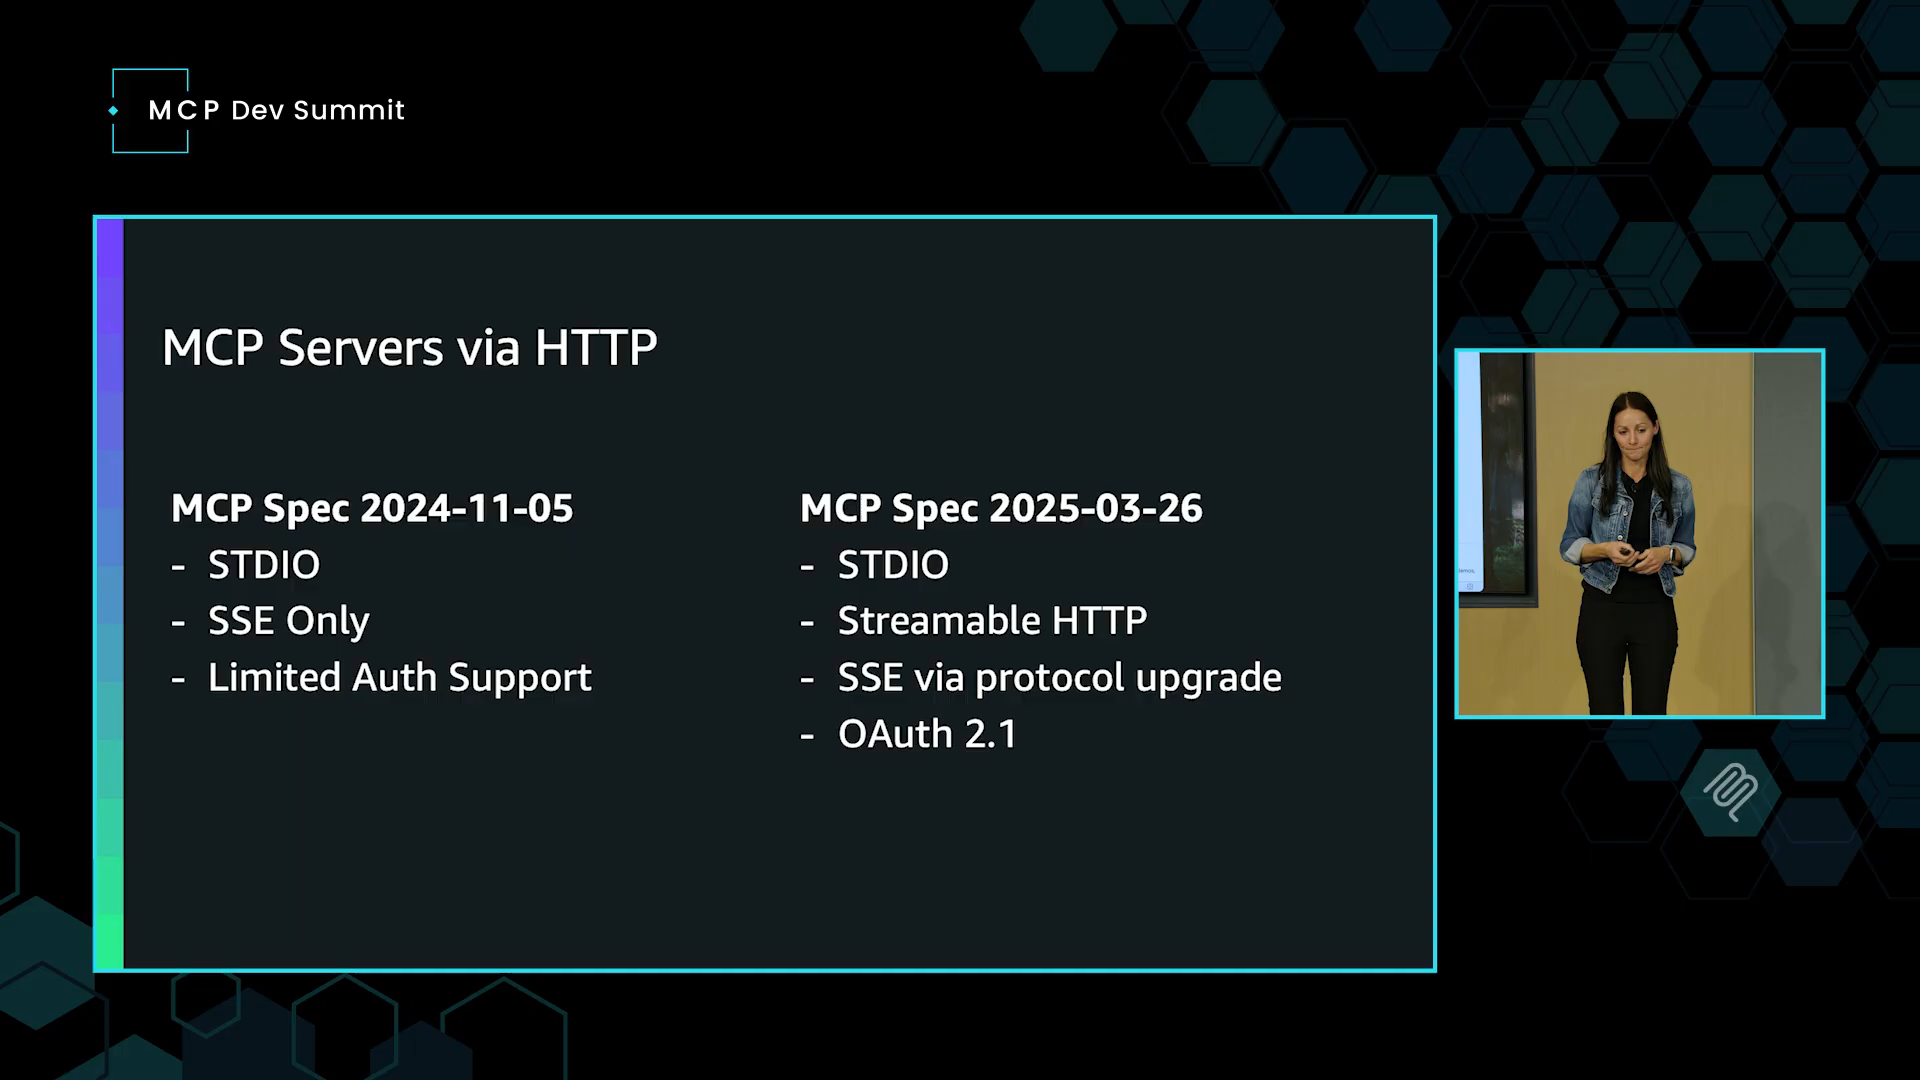 MCP Dev Summit
MCP Servers via HTTP
MCP Spec 2024-11-05
- STDIO
- SSE Only
- Limited Auth Support
MCP Spec 2025-03-26
- STDIO
- Streamable HTTP
- SSE via protocol upgrade
- OAuth 2.1